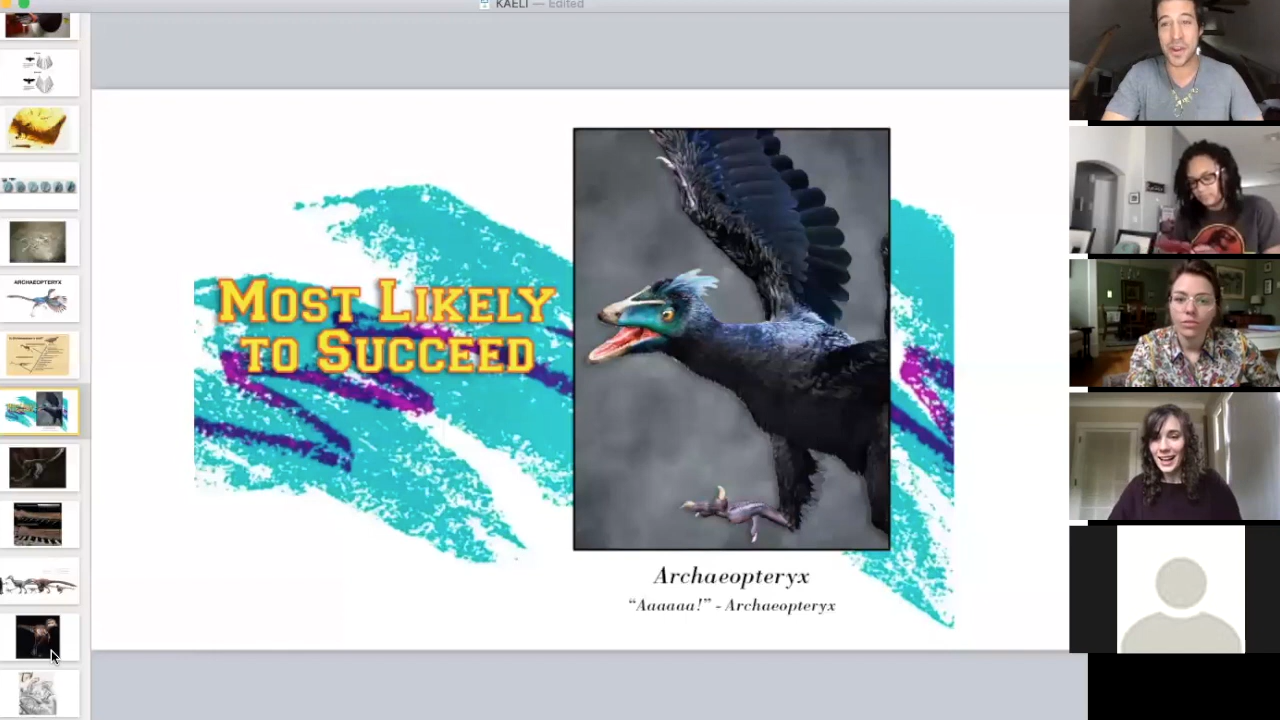 KAELI — Edited
ARCHAEOPTERYX
MOST LIKELY
TO SUCCEED
Archaeopteryx
“Aaaaaa!” - Archaeopteryx